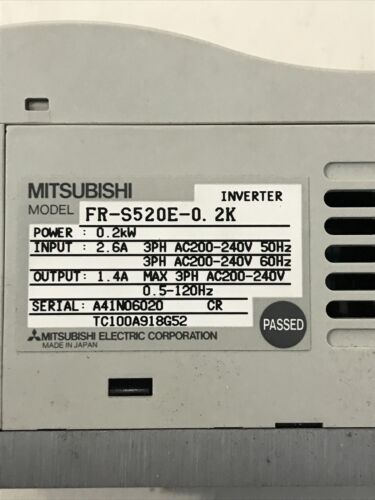 MITSUBISHI INVERTER
MODEL FR-S520E-0.2K
POWER : 0.2kW
INPUT : 2.6A 3PH AC200-240V 50Hz
3PH AC200-240V 60Hz
OUTPUT: 1.4A MAX 3PH AC200-240V
0.5-120Hz
SERIAL: A41N06020 CR
TC100A918G52
PASSED
MITSUBISHI ELECTRIC CORPORATION
MADE IN JAPAN